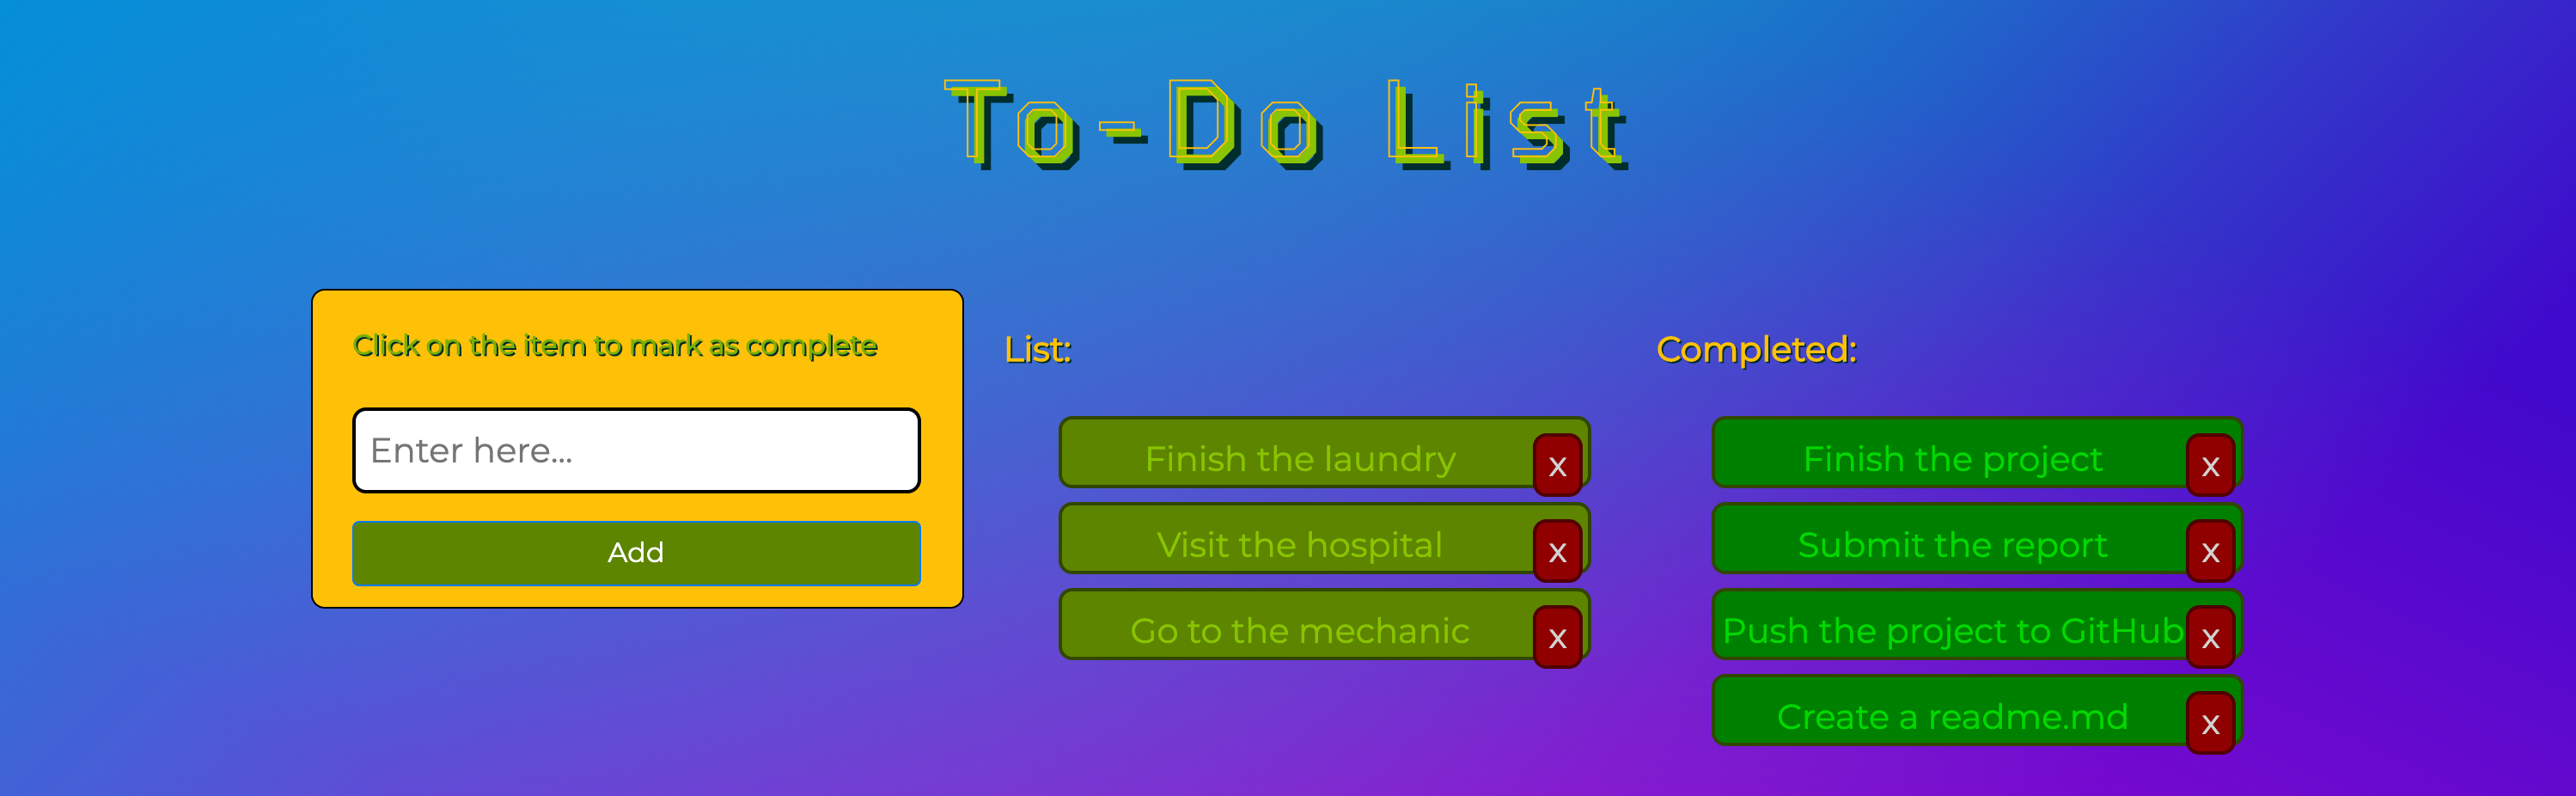 To-Do List
Click on the item to mark as complete
Enter here...
Add
List:
Finish the laundry x
Visit the hospital x
Go to the mechanic x
Completed:
Finish the project x
Submit the report x
Push the project to GitHub x
Create a readme.md x